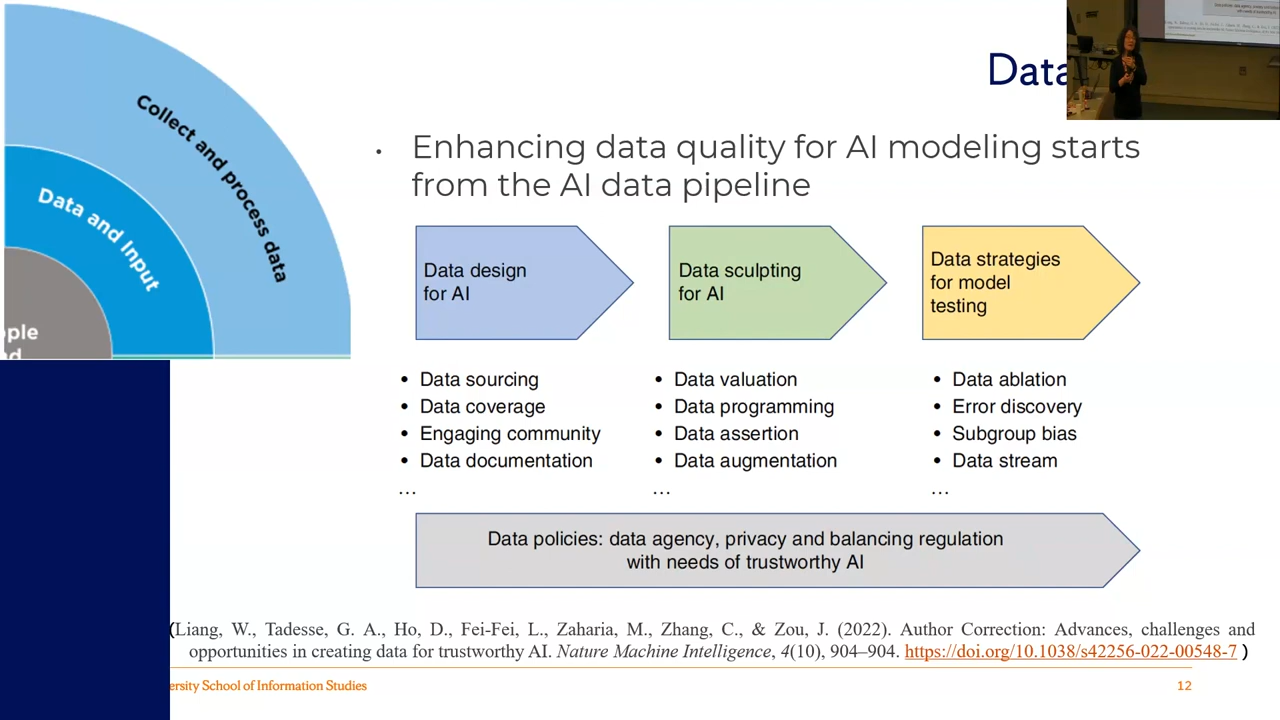 Data
Collect and process data
Data and Input
ple
d
• Enhancing data quality for AI modeling starts
from the AI data pipeline
Data design
for AI
Data sculpting
for AI
Data strategies
for model
testing
• Data sourcing
• Data coverage
• Engaging community
• Data documentation
...
• Data valuation
• Data programming
• Data assertion
• Data augmentation
...
• Data ablation
• Error discovery
• Subgroup bias
• Data stream
...
Data policies: data agency, privacy and balancing regulation
with needs of trustworthy AI
(Liang, W., Tadesse, G. A., Ho, D., Fei-Fei, L., Zaharia, M., Zhang, C., & Zou, J. (2022). Author Correction: Advances, challenges and
opportunities in creating data for trustworthy AI. Nature Machine Intelligence, 4(10), 904–904. https://doi.org/10.1038/s42256-022-00548-7 )
ersity School of Information Studies
12